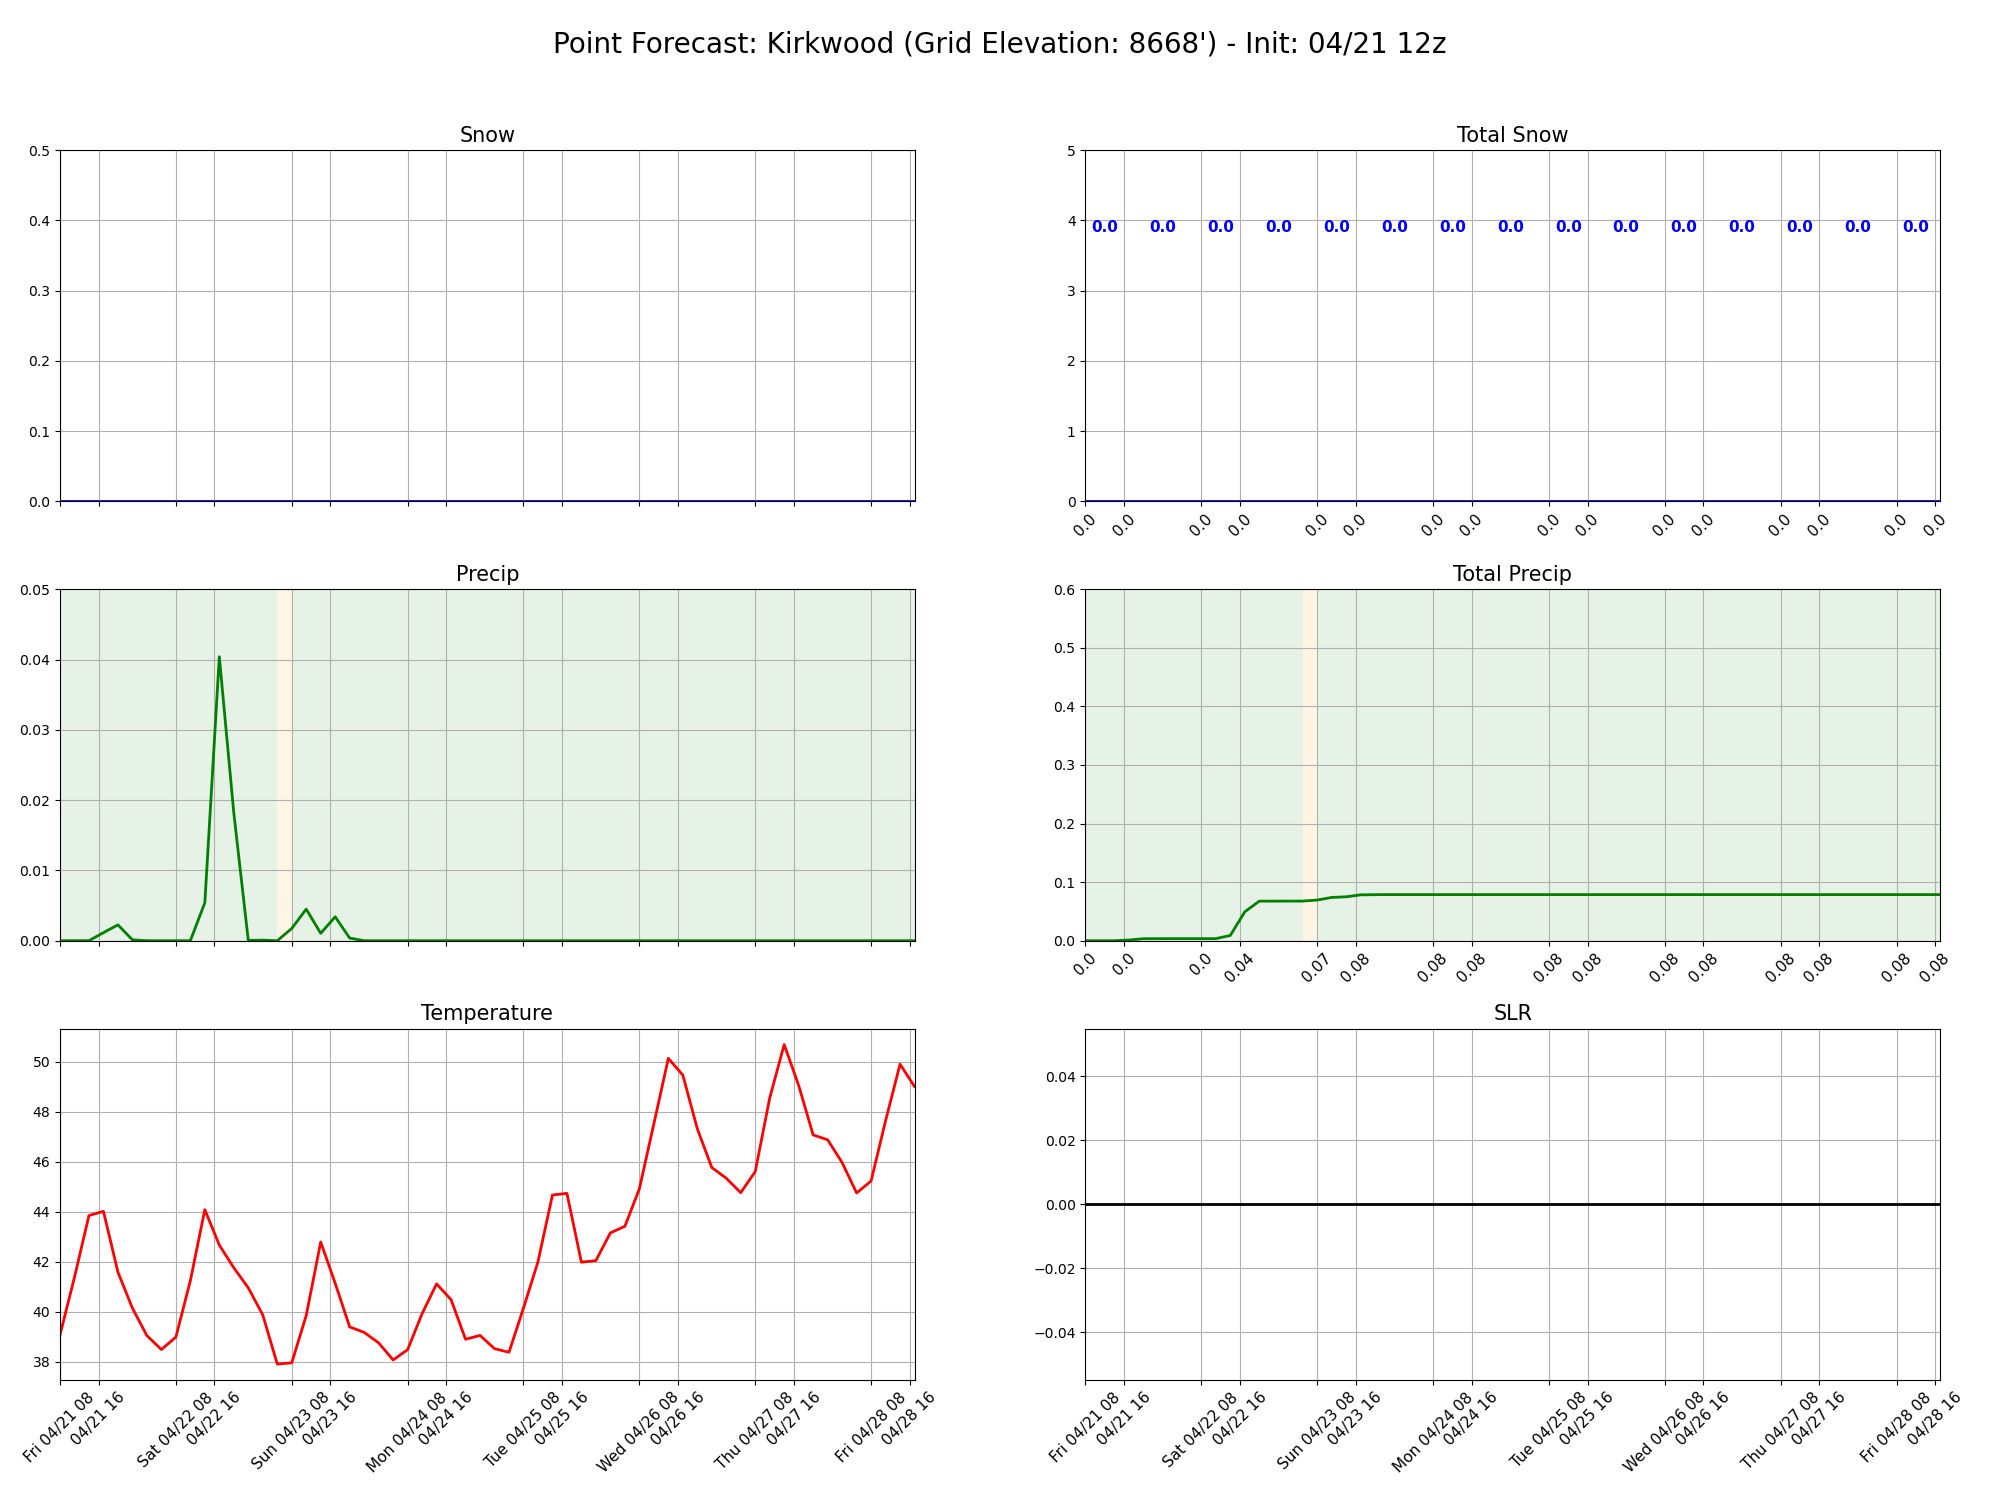 Point Forecast: Kirkwood (Grid Elevation: 8668') - Init: 04/21 12z
Snow
0.5
0.4
0.3
0.2
0.1
0.0
Total Snow
5
4
3
2
1
0
0.0 0.0 0.0 0.0 0.0 0.0 0.0 0.0 0.0 0.0 0.0 0.0 0.0 0.0 0.0
0.0 0.0 0.0 0.0 0.0 0.0 0.0 0.0 0.0 0.0 0.0 0.0 0.0 0.0 0.0 0.0
Precip
0.05
0.04
0.03
0.02
0.01
0.00
Total Precip
0.6
0.5
0.4
0.3
0.2
0.1
0.0
0.0 0.0 0.0 0.04 0.07 0.08 0.08 0.08 0.08 0.08 0.08 0.08 0.08 0.08 0.08 0.08
Temperature
50
48
46
44
42
40
38
Fri 04/21 08
04/21 16
Sat 04/22 08
04/22 16
Sun 04/23 08
04/23 16
Mon 04/24 08
04/24 16
Tue 04/25 08
04/25 16
Wed 04/26 08
04/26 16
Thu 04/27 08
04/27 16
Fri 04/28 08
04/28 16
SLR
0.04
0.02
0.00
−0.02
−0.04
Fri 04/21 08
04/21 16
Sat 04/22 08
04/22 16
Sun 04/23 08
04/23 16
Mon 04/24 08
04/24 16
Tue 04/25 08
04/25 16
Wed 04/26 08
04/26 16
Thu 04/27 08
04/27 16
Fri 04/28 08
04/28 16